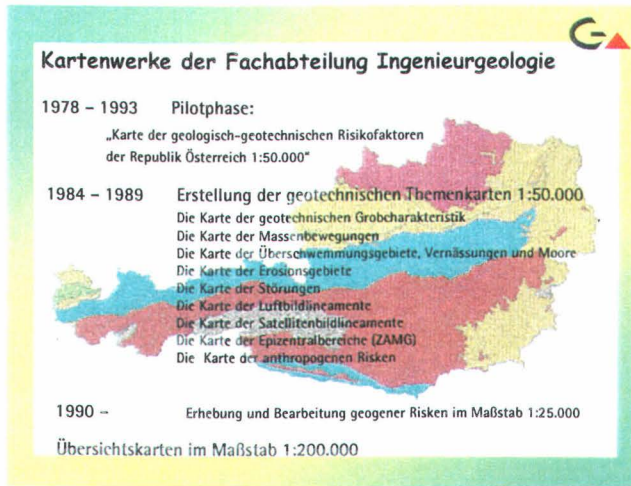 Kartenwerke der Fachabteilung Ingenieurgeologie
1978 – 1993 Pilotphase:
„Karte der geologisch-geotechnischen Risikofaktoren
der Republik Österreich 1:50.000“
1984 – 1989 Erstellung der geotechnischen Themenkarten 1:50.000
Die Karte der geotechnischen Grobcharakteristik
Die Karte der Massenbewegungen
Die Karte der Überschwemmungsgebiete, Vernässungen und Moore
Die Karte der Erosionsgebiete
Die Karte der Störungen
Die Karte der Luftbildlineamente
Die Karte der Satellitenbildlineamente
Die Karte der Epizentralbereiche (ZAMG)
Die Karte der anthropogenen Risken
1990 – Erhebung und Bearbeitung geogener Risken im Maßstab 1:25.000
Übersichtskarten im Maßstab 1:200.000